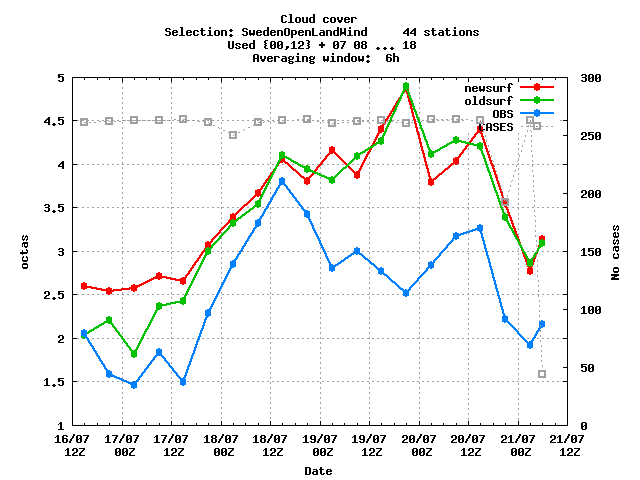 Cloud cover
Selection: SwedenOpenLandWind     44 stations
Used {00,12} + 07 08 ... 18
Averaging window:  6h
newsurf
oldsurf
OBS
CASES
5
4.5
4
3.5
3
2.5
2
1.5
1
octas
300
250
200
150
100
50
0
No cases
16/07 17/07 17/07 18/07 18/07 19/07 19/07 20/07 20/07 21/07 21/07
12Z 00Z 12Z 00Z 12Z 00Z 12Z 00Z 12Z 00Z 12Z
Date